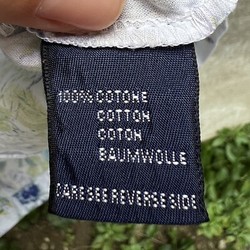 100% COTONE
COTTON
COTON
BAUMWOLLE
CARE SEE REVERSE SIDE